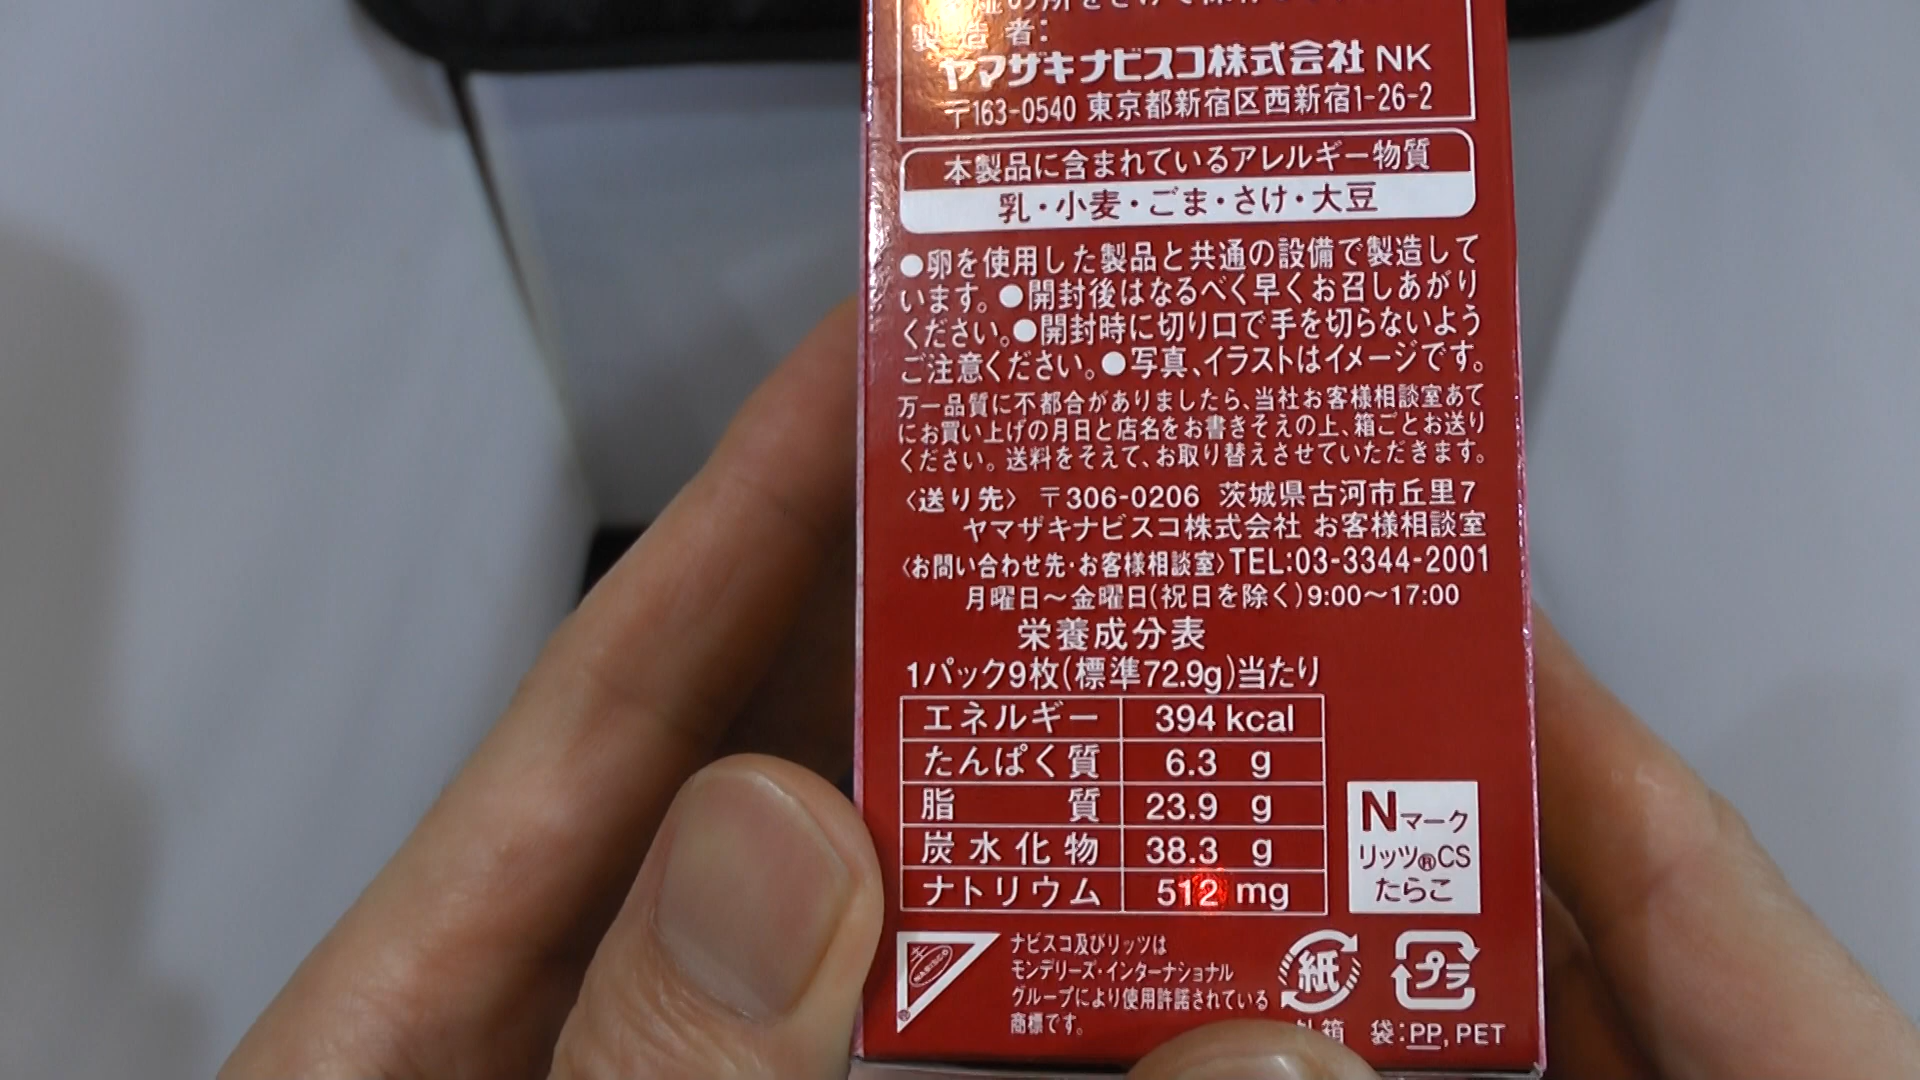 の所をさけて保存
製造者:
ヤマザキナビスコ株式会社 NK
〒163-0540 東京都新宿区西新宿1-26-2
本製品に含まれているアレルギー物質
乳・小麦・ごま・さけ・大豆
●卵を使用した製品と共通の設備で製造して
います。●開封後はなるべく早くお召しあがり
ください。●開封時に切り口で手を切らないよう
ご注意ください。●写真、イラストはイメージです。
万一品質に不都合がありましたら、当社お客様相談室あて
にお買い上げの月日と店名をお書きそえの上、箱ごとお送り
ください。送料をそえて、お取り替えさせていただきます。
〈送り先〉 〒306-0206 茨城県古河市丘里7
ヤマザキナビスコ株式会社 お客様相談室
〈お問い合わせ先・お客様相談室〉TEL:03-3344-2001
月曜日〜金曜日(祝日を除く)9:00〜17:00
栄養成分表
1パック9枚(標準72.9g)当たり
エネルギー 394 kcal
たんぱく質 6.3 g
脂質 23.9 g
炭水化物 38.3 g
ナトリウム 512 mg
Nマーク
リッツ®CS
たらこ
NABISCO
®
ナビスコ及びリッツは
モンデリーズ・インターナショナル
グループにより使用許諾されている
商標です。
紙
プラ
箱 袋:PP, PET